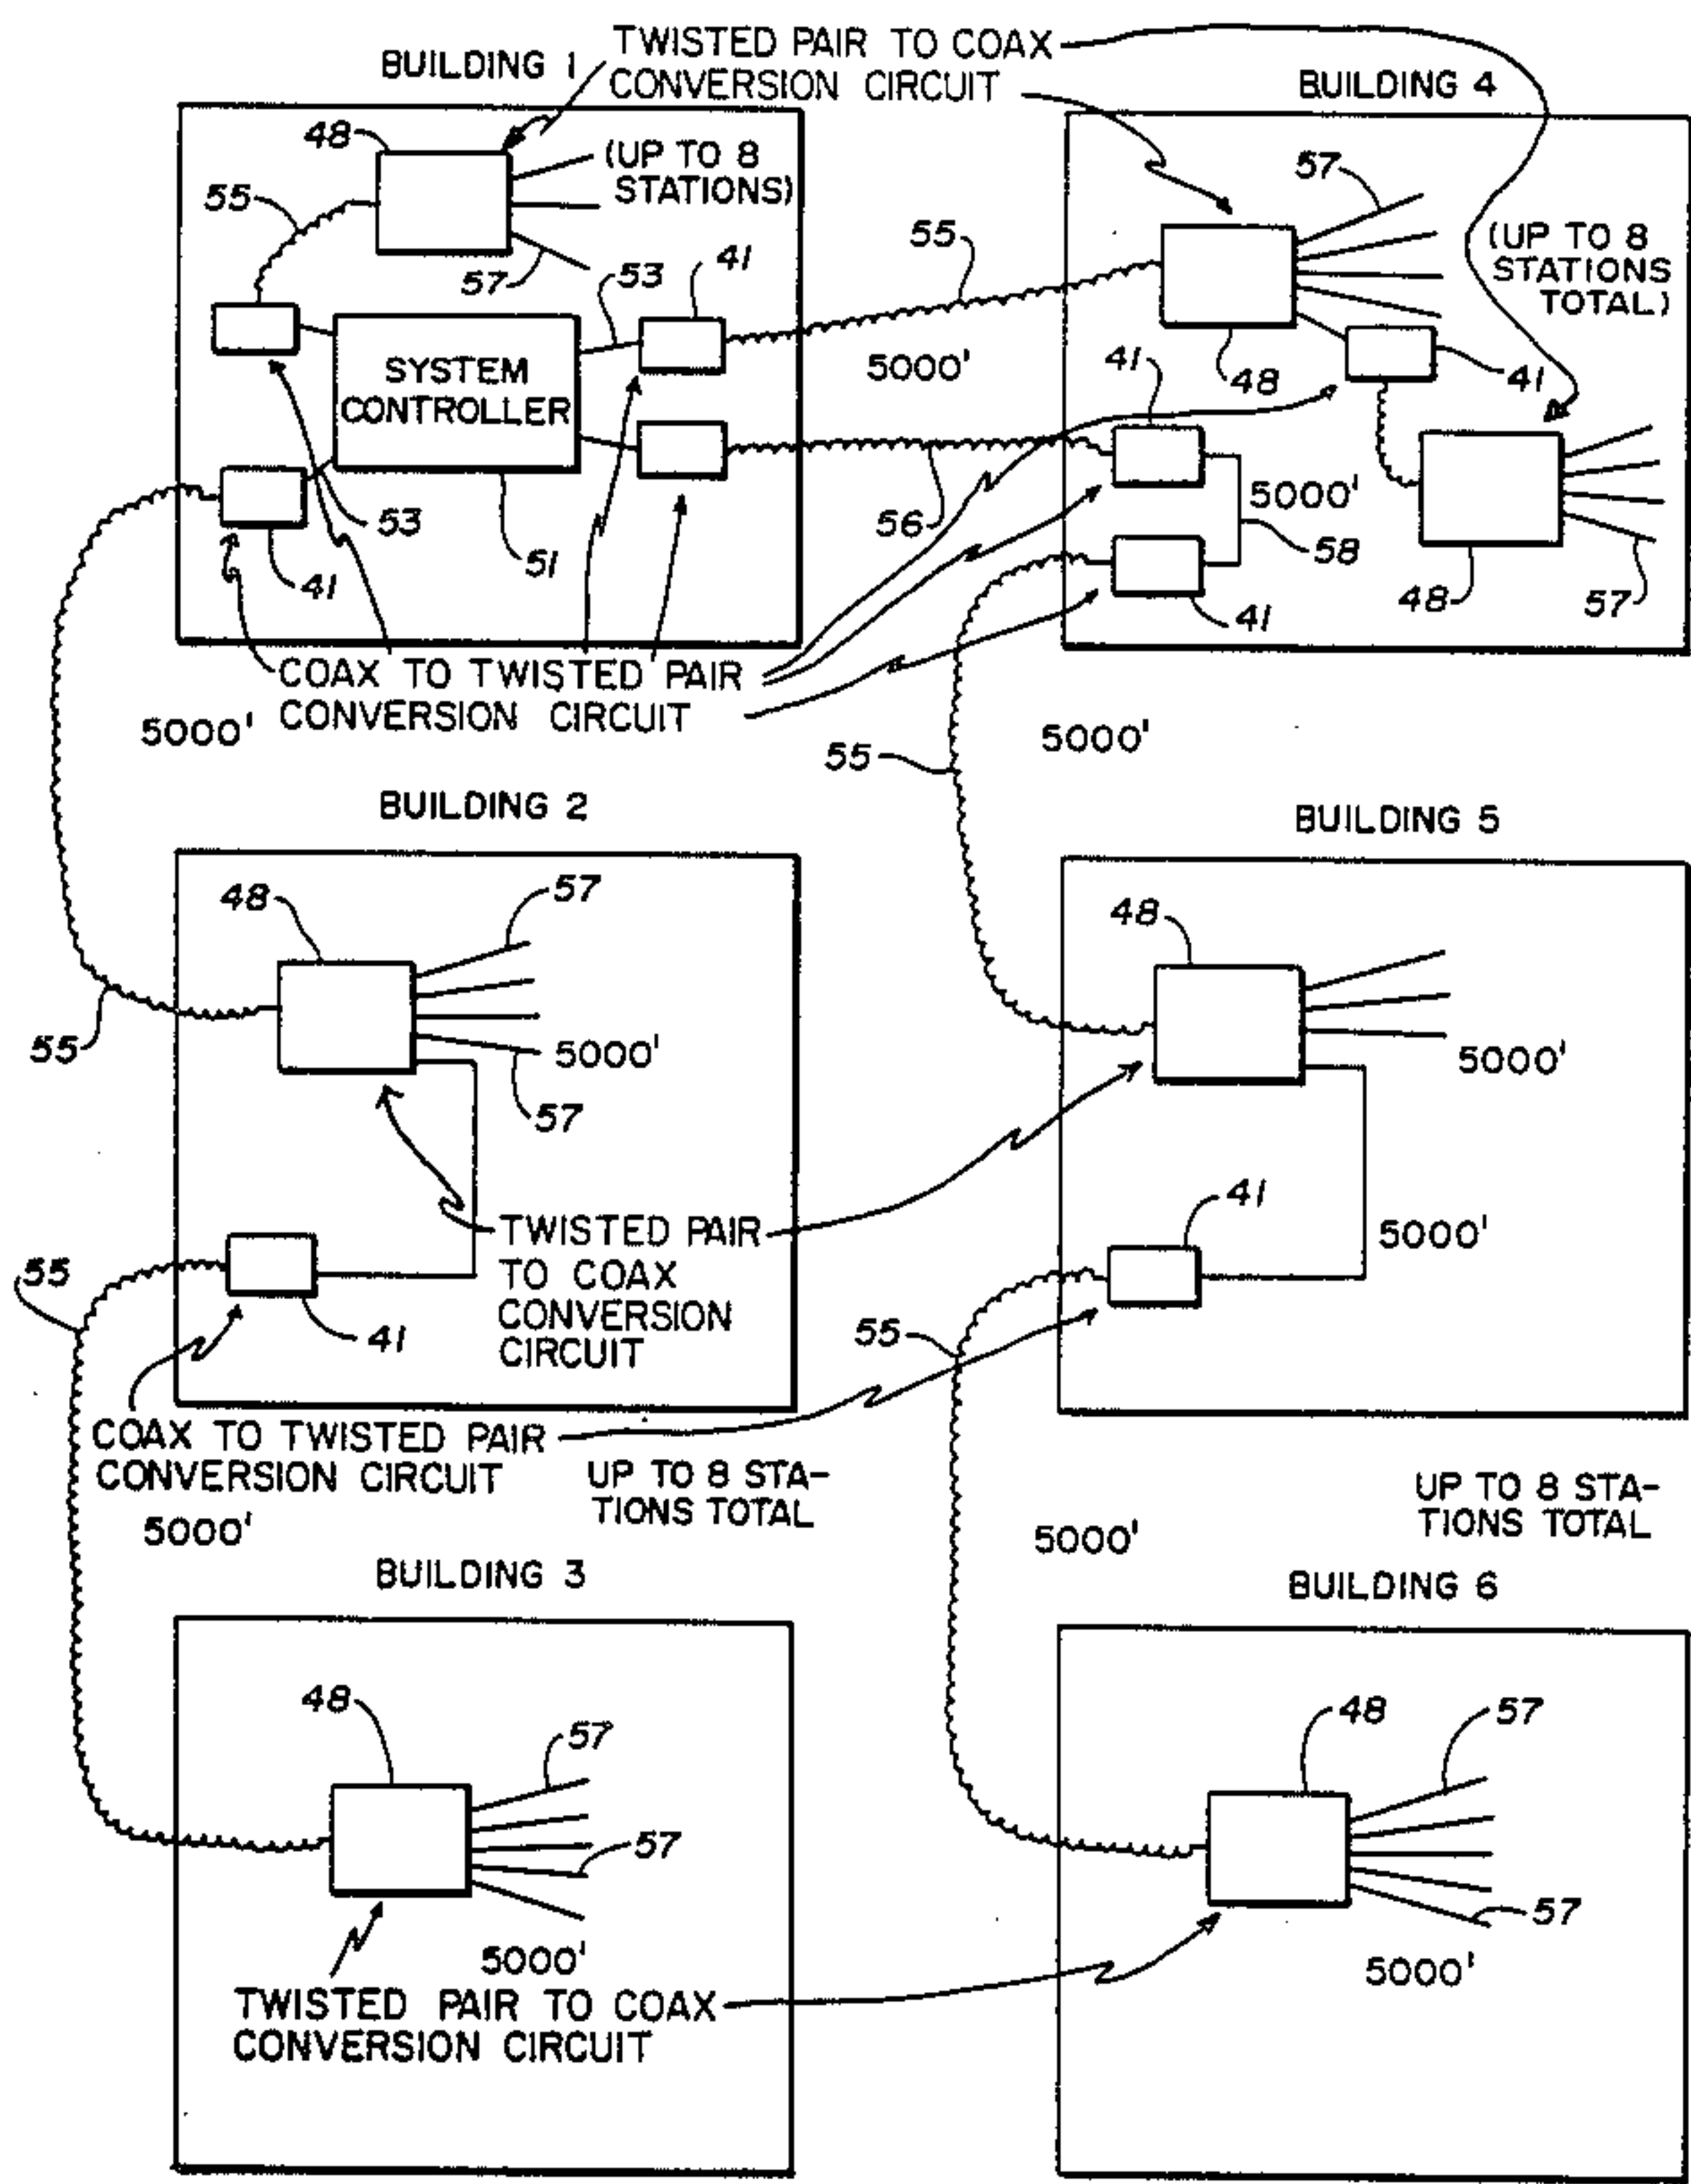 BUILDING 1
TWISTED PAIR TO COAX
CONVERSION CIRCUIT
BUILDING 4
48
(UP TO 8
STATIONS)
55
57
53
41
SYSTEM
CONTROLLER
53
41
51
55
5000'
56
57
(UP TO 8
STATIONS
TOTAL)
48
41
41
5000'
58
41
48
57
COAX TO TWISTED PAIR
CONVERSION CIRCUIT
5000'
55
5000'
BUILDING 2
BUILDING 5
48
57
55
5000'
57
48
5000'
TWISTED PAIR
TO COAX
CONVERSION
CIRCUIT
41
5000'
55
41
55
COAX TO TWISTED PAIR
CONVERSION CIRCUIT
UP TO 8 STA-
TIONS TOTAL
5000'
5000'
UP TO 8 STA-
TIONS TOTAL
BUILDING 3
BUILDING 6
48
57
57
5000'
TWISTED PAIR TO COAX
CONVERSION CIRCUIT
48
57
57
5000'